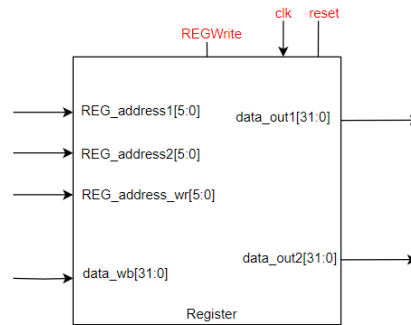 clk reset
REGWrite
REG_address1[5:0]
data_out1[31:0]
REG_address2[5:0]
REG_address_wr[5:0]
data_out2[31:0]
data_wb[31:0]
Register